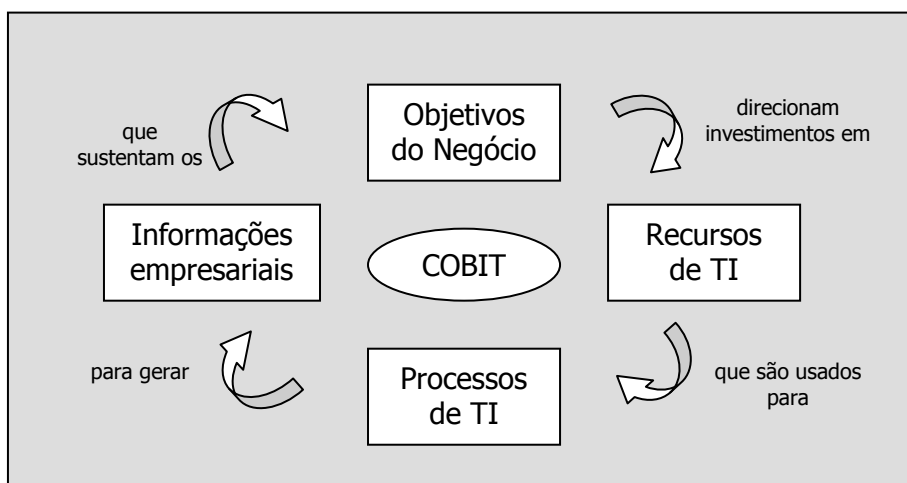 Objetivos
do Negócio
direcionam
investimentos em
Recursos
de TI
que são usados
para
Processos
de TI
para gerar
Informações
empresariais
que
sustentam os
COBIT